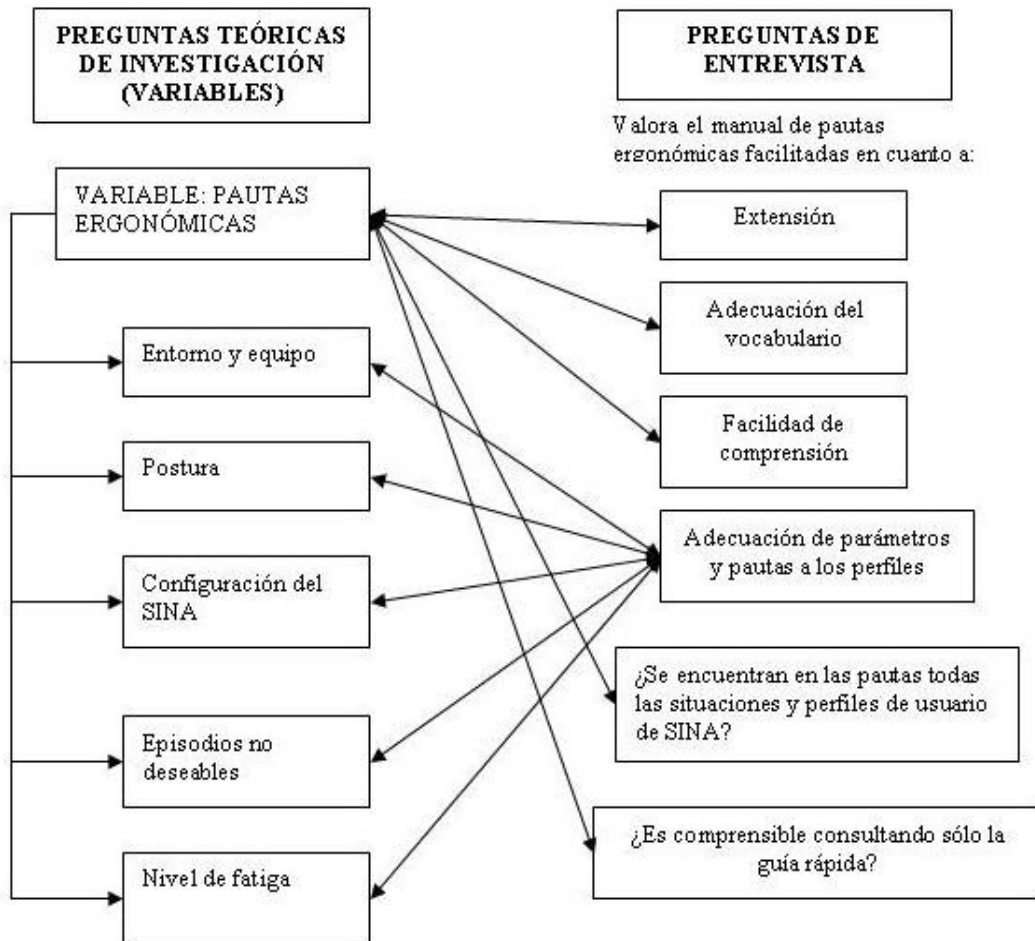 PREGUNTAS TEÓRICAS
DE INVESTIGACIÓN
(VARIABLES)
PREGUNTAS DE
ENTREVISTA
Valora el manual de pautas
ergonómicas facilitadas en cuanto a:
VARIABLE: PAUTAS
ERGONÓMICAS
Entorno y equipo
Postura
Configuración del
SINA
Episodios no
deseables
Nivel de fatiga
Extensión
Adecuación del
vocabulario
Facilidad de
comprensión
Adecuación de parámetros
y pautas a los perfiles
¿Se encuentran en las pautas todas
las situaciones y perfiles de usuario
de SINA?
¿Es comprensible consultando sólo la
guía rápida?